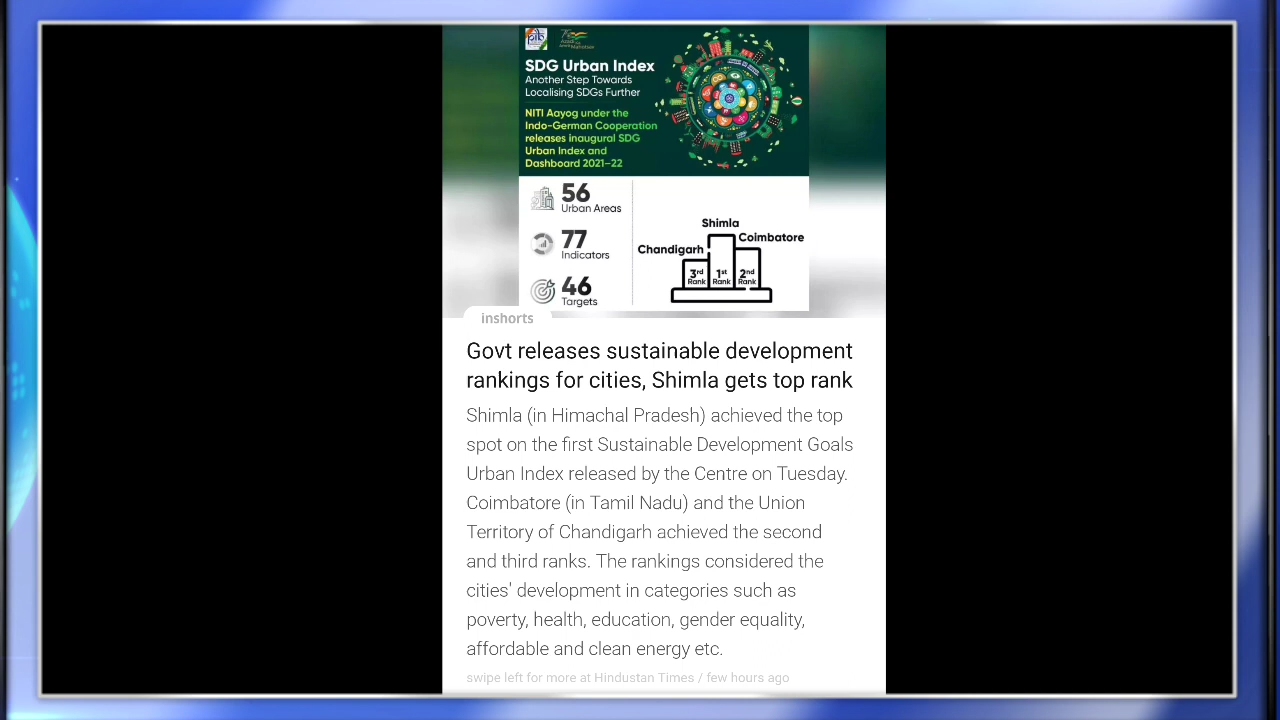 pib
SDG Urban Index
Another Step Towards
Localising SDGs Further
NITI Aayog under the
Indo-German Cooperation
releases inaugural SDG
Urban Index and
Dashboard 2021–22
56
Urban Areas
77
Indicators
46
Targets
Shimla
Coimbatore
Chandigarh
3rd
Rank
1st
Rank
2nd
Rank
inshorts
Govt releases sustainable development
rankings for cities, Shimla gets top rank
Shimla (in Himachal Pradesh) achieved the top
spot on the first Sustainable Development Goals
Urban Index released by the Centre on Tuesday.
Coimbatore (in Tamil Nadu) and the Union
Territory of Chandigarh achieved the second
and third ranks. The rankings considered the
cities' development in categories such as
poverty, health, education, gender equality,
affordable and clean energy etc.
swipe left for more at Hindustan Times / few hours ago